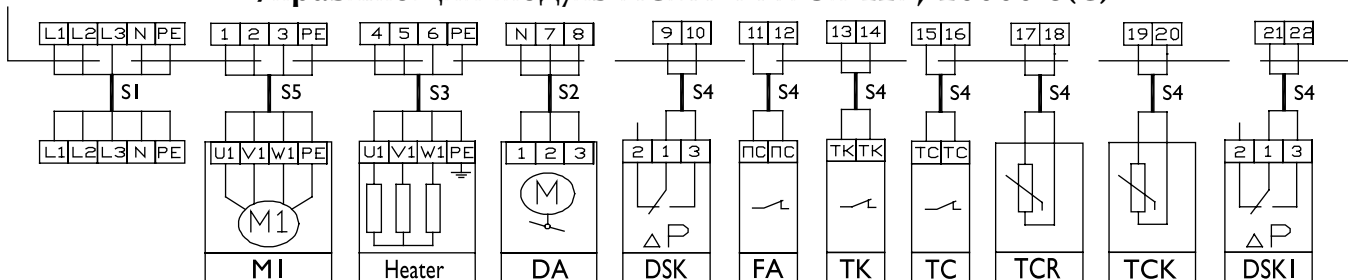 L1 L2 L3 N PE 1 2 3 PE 4 5 6 PE N 7 8 9 10 11 12 13 14 15 16 17 18 19 20 21 22
S1 S5 S3 S2 S4 S4 S4 S4 S4 S4 S4
L1 L2 L3 N PE U1 V1 W1 PE U1 V1 W1 PE 1 2 3 2 1 3 ПС ПС ТК ТК ТС ТС 2 1 3
M1 M
ΔP ΔP
M1 Heater DA DSK FA TK TC TCR TCK DSK1